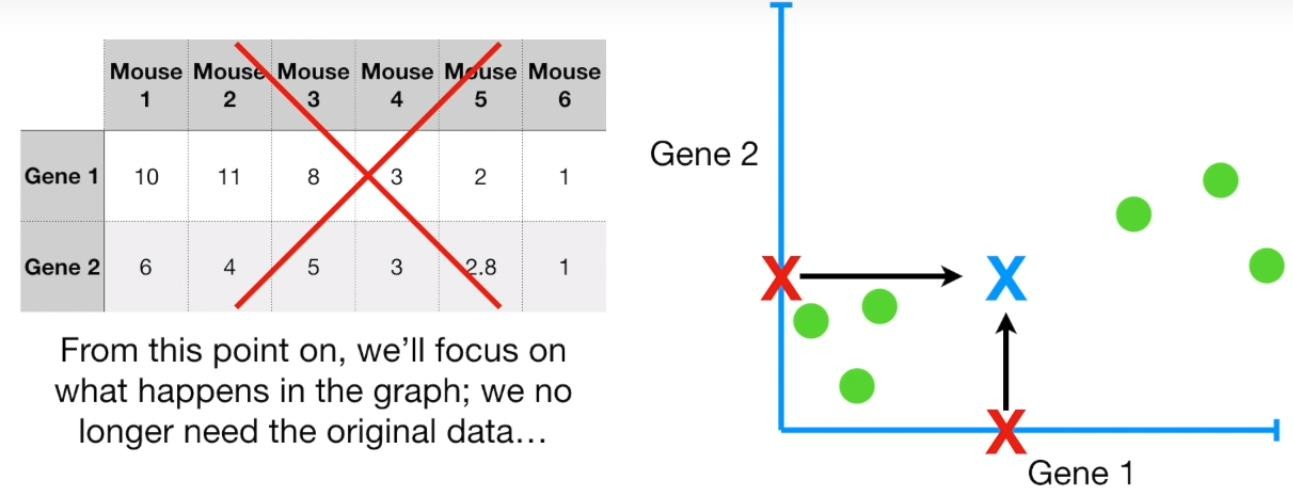 Mouse 1 Mouse 2 Mouse 3 Mouse 4 Mouse 5 Mouse 6
Gene 1 10 11 8 3 2 1
Gene 2 6 4 5 3 2.8 1
From this point on, we’ll focus on
what happens in the graph; we no
longer need the original data…
Gene 2
X X
X
Gene 1